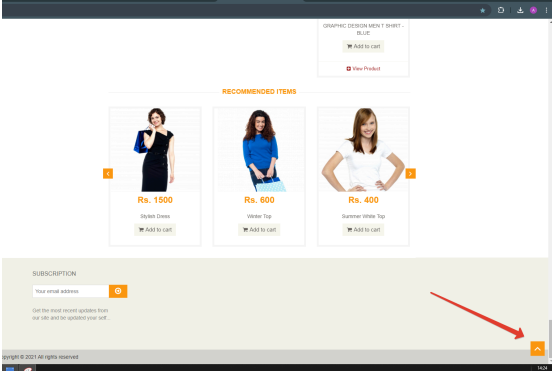 GRAPHIC DESIGN MEN T SHIRT -
BLUE
Add to cart
View Product
RECOMMENDED ITEMS
Rs. 1500
Stylish Dress
Add to cart
Rs. 600
Winter Top
Add to cart
Rs. 400
Summer White Top
Add to cart
SUBSCRIPTION
Your email address
Get the most recent updates from
our site and be updated your self...
opyright © 2021 All rights reserved
14:24